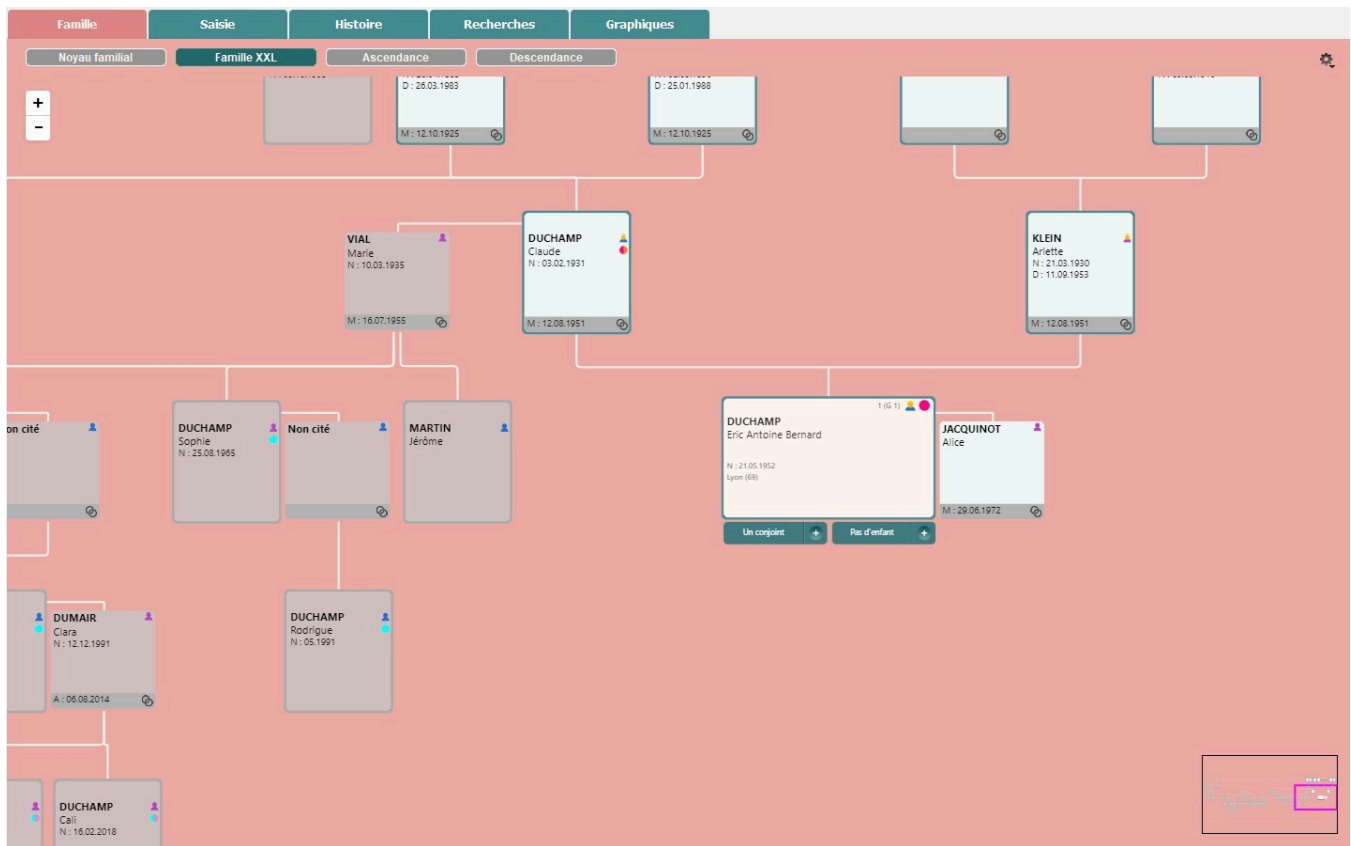 Famille
Saisie
Histoire
Recherches
Graphiques
Noyau familial
Famille XXL
Ascendance
Descendance
+
−
D : 26.03.1983
M : 12.10.1925
D : 25.01.1988
M : 12.10.1925
VIAL
Marie
N : 10.03.1935
M : 16.07.1955
DUCHAMP
Claude
N : 03.02.1931
M : 12.08.1951
KLEIN
Arlette
N : 21.03.1930
D : 11.09.1953
M : 12.08.1951
on cité
DUCHAMP
Sophie
N : 25.08.1965
Non cité
MARTIN
Jérôme
1 (G 1)
DUCHAMP
Eric Antoine Bernard
N : 21.05.1952
Lyon (69)
Un conjoint +
Pas d'enfant +
JACQUINOT
Alice
M : 29.06.1972
DUMAIR
Clara
N : 12.12.1991
A : 06.08.2014
DUCHAMP
Rodrigue
N : 05.1991
DUCHAMP
Cali
N : 16.02.2018